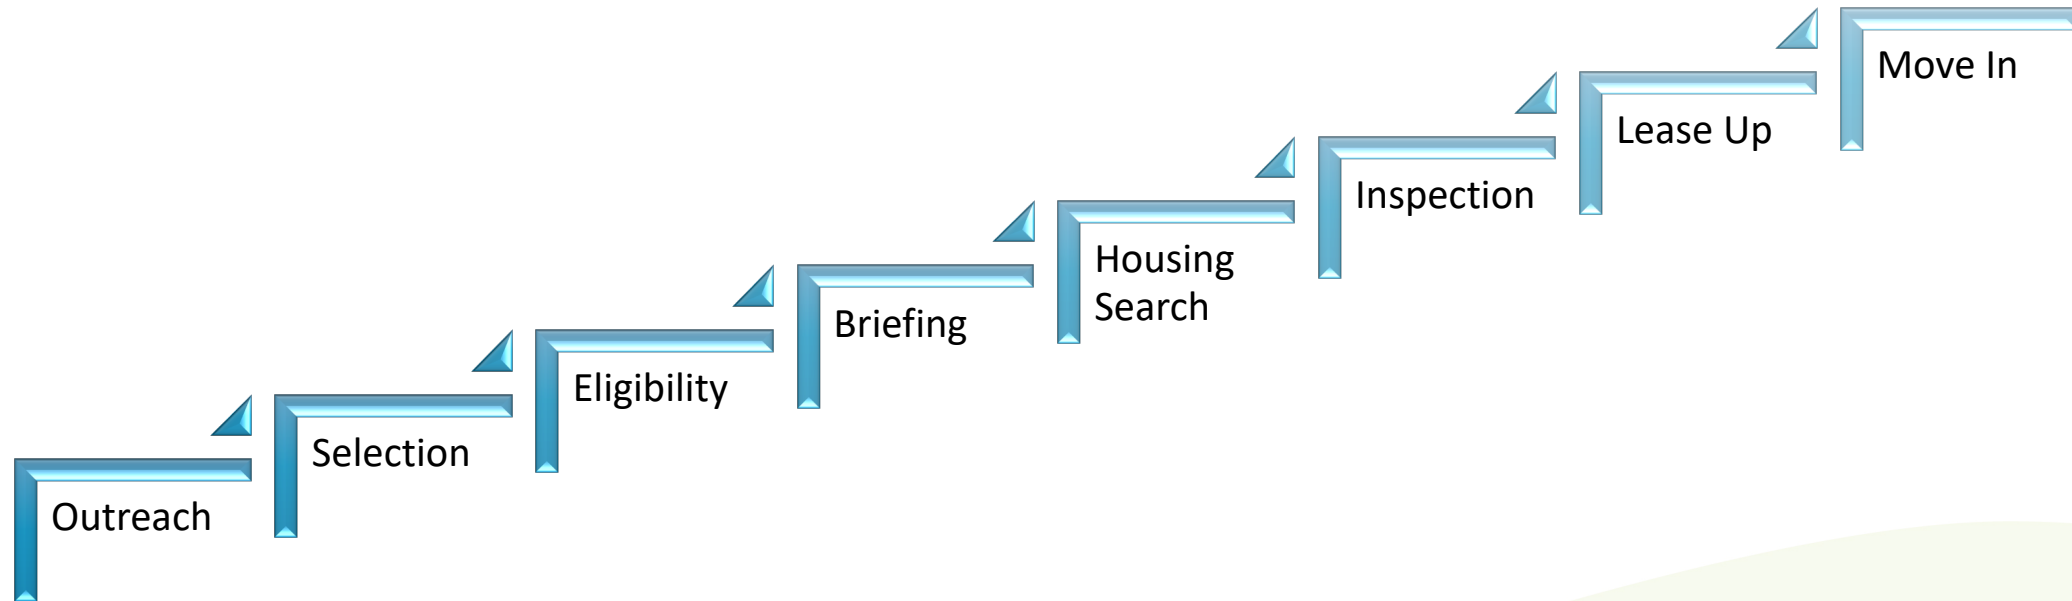 Outreach
Selection
Eligibility
Briefing
Housing
Search
Inspection
Lease Up
Move In